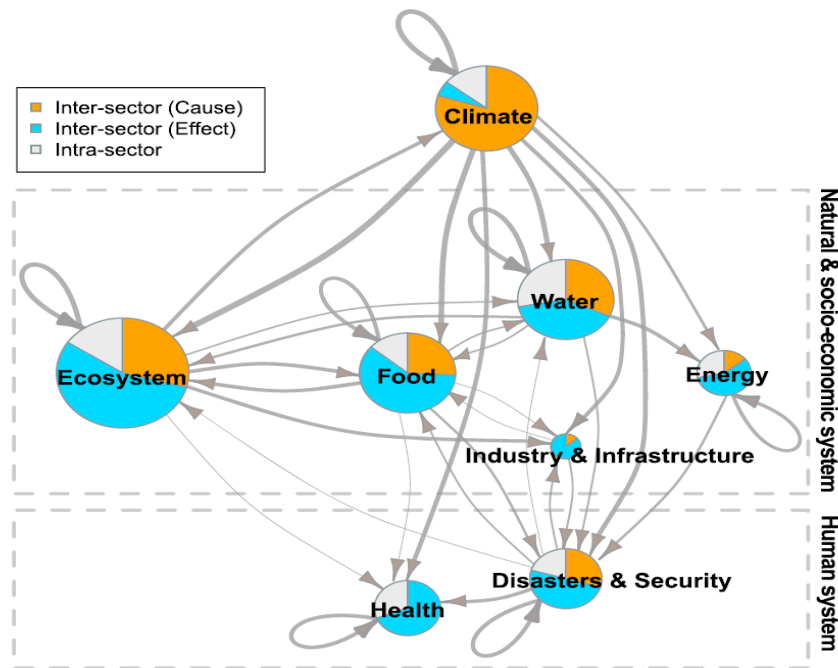 Climate
Inter-sector (Cause)
Inter-sector (Effect)
Intra-sector
Water
Ecosystem
Food
Energy
Industry & Infrastructure
Natural & socio-economic system
Disasters & Security
Health
Human system